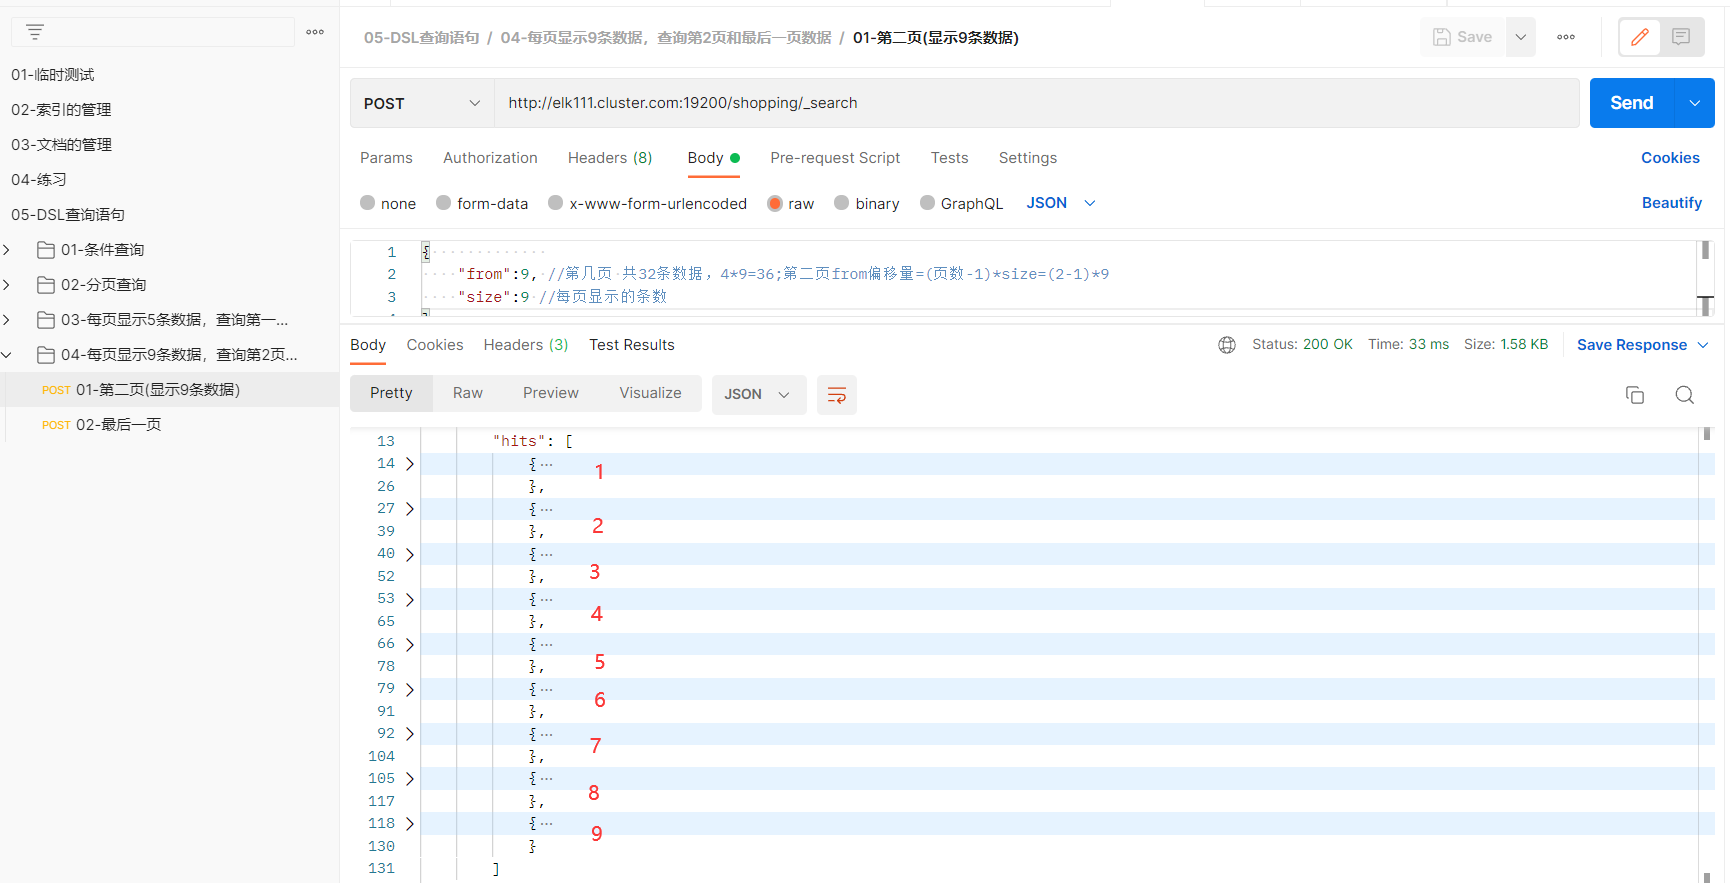 05-DSL查询语句 / 04-每页显示9条数据，查询第2页和最后一页数据 / 01-第二页(显示9条数据)
Save
01-临时测试
02-索引的管理
03-文档的管理
04-练习
05-DSL查询语句
01-条件查询
02-分页查询
03-每页显示5条数据，查询第一...
04-每页显示9条数据，查询第2页...
POST 01-第二页(显示9条数据)
POST 02-最后一页
POST http://elk111.cluster.com:19200/shopping/_search Send
Params Authorization Headers (8) Body Pre-request Script Tests Settings Cookies
none form-data x-www-form-urlencoded raw binary GraphQL JSON Beautify
1 {
2 "from":9, //第几页 共32条数据，4*9=36;第二页from偏移量=(页数-1)*size=(2-1)*9
3 "size":9 //每页显示的条数
Body Cookies Headers (3) Test Results Status: 200 OK Time: 33 ms Size: 1.58 KB Save Response
Pretty Raw Preview Visualize JSON
13 "hits": [
14 {··· 1
26 },
27 {···
39 }, 2
40 {···
52 }, 3
53 {···
65 }, 4
66 {···
78 }, 5
79 {··· 6
91 },
92 {··· 7
104 },
105 {··· 8
117 },
118 {··· 9
130 }
131 ]